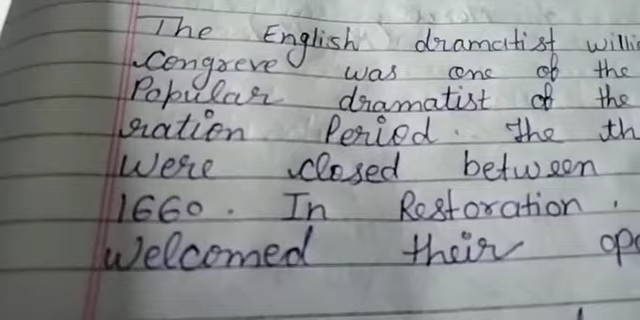 The English dramatist
Congreve was one of the
Popular dramatist of the
ration Period. The th
were closed between
1660. In Restoration
Welcomed their